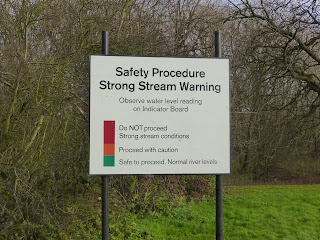 Safety Procedure
Strong Stream Warning
Observe water level reading
on Indicator Board
Do NOT proceed
Strong stream conditions
Proceed with caution
Safe to proceed. Normal river levels